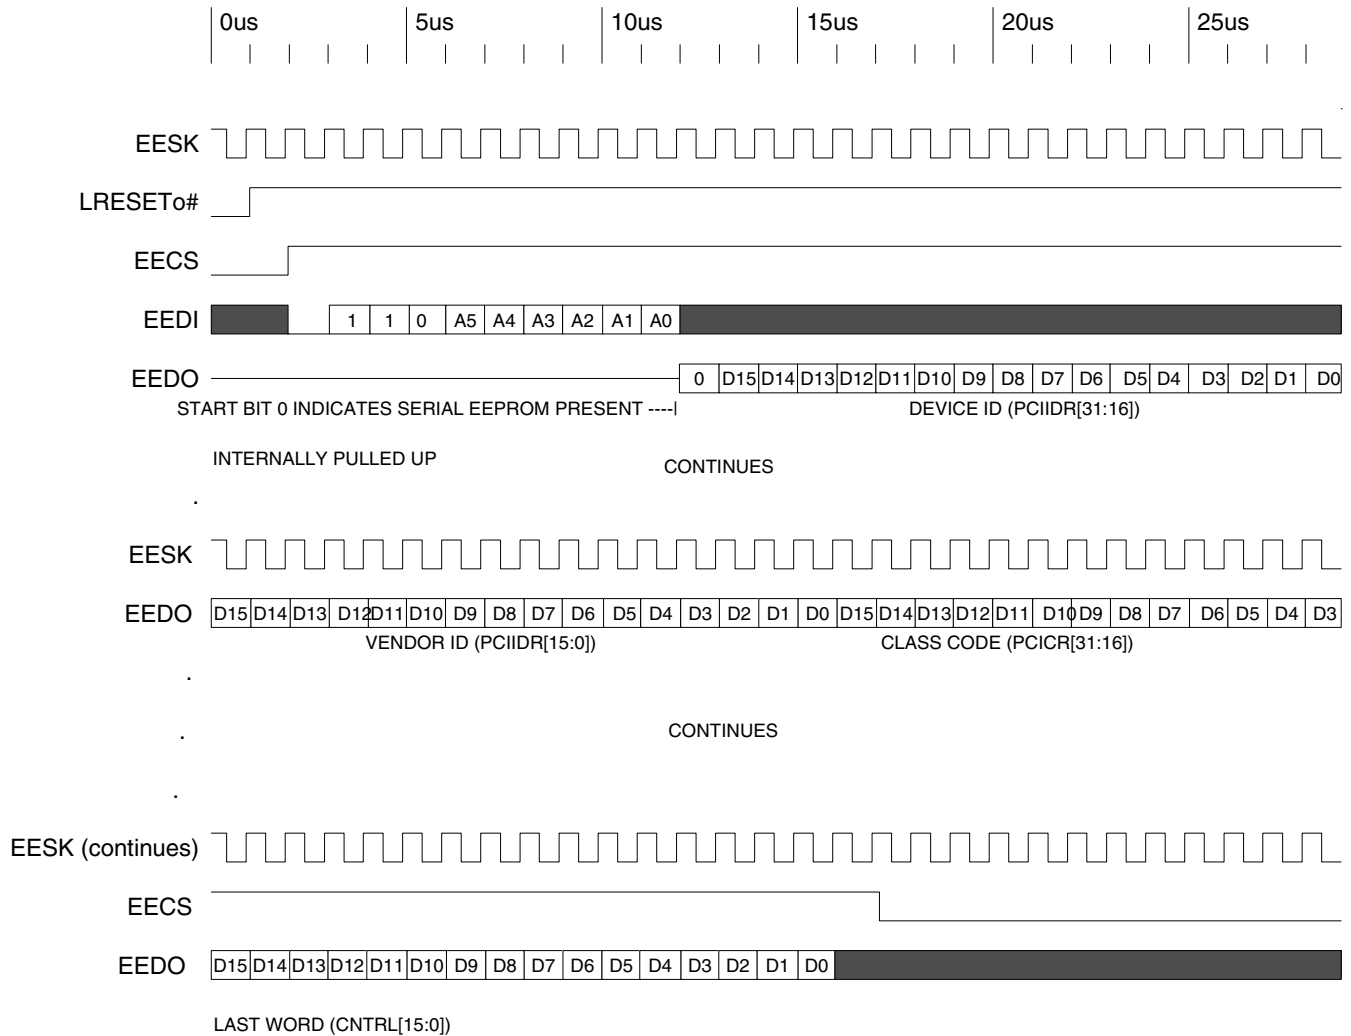 0us 5us 10us 15us 20us 25us
EESK
LRESETo#
EECS
EEDI 1 1 0 A5 A4 A3 A2 A1 A0
EEDO 0 D15 D14 D13 D12 D11 D10 D9 D8 D7 D6 D5 D4 D3 D2 D1 D0
START BIT 0 INDICATES SERIAL EEPROM PRESENT ----| DEVICE ID (PCIIDR[31:16])
INTERNALLY PULLED UP CONTINUES
.
EESK
EEDO D15 D14 D13 D12 D11 D10 D9 D8 D7 D6 D5 D4 D3 D2 D1 D0 D15 D14 D13 D12 D11 D10 D9 D8 D7 D6 D5 D4 D3
VENDOR ID (PCIIDR[15:0]) CLASS CODE (PCICR[31:16])
.
. CONTINUES
.
EESK (continues)
EECS
EEDO D15 D14 D13 D12 D11 D10 D9 D8 D7 D6 D5 D4 D3 D2 D1 D0
LAST WORD (CNTRL[15:0])